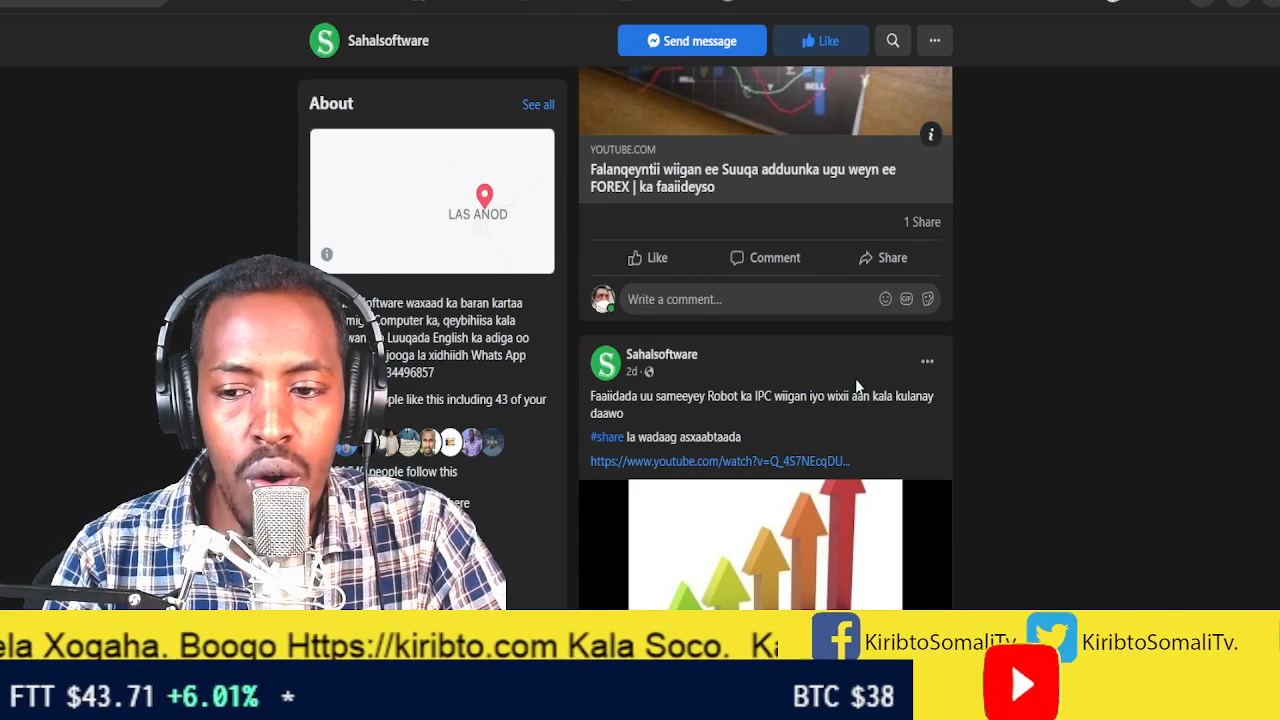 Sahalsoftware
Send message
Like
About
See all
LAS ANOD
SELL
SELL
YOUTUBE.COM
Falanqeyntii wiigan ee Suuqa adduunka ugu weyn ee
FOREX | ka faaiideyso
1 Share
Like
Comment
Share
Write a comment...
GIF
waxaad ka baran kartaa
Computer ka, qeybihiisa kala
Luuqada English ka adiga oo
jooga la xidhiidh Whats App
34496857
like this including 43 of your
people follow this
Sahalsoftware
2d
Faaiidada uu sameeyey Robot ka IPC wiigan iyo wixii aan kala kulanay
daawo
#share la wadaag asxaabtaada
https://www.youtube.com/watch?v=Q_4S7NEcqDU...
Xogaha. Booqo Https://kiribto.com Kala Soco.
KiribtoSomaliTv.
KiribtoSomaliTv.
FTT $43.71 +6.01% *
BTC $38